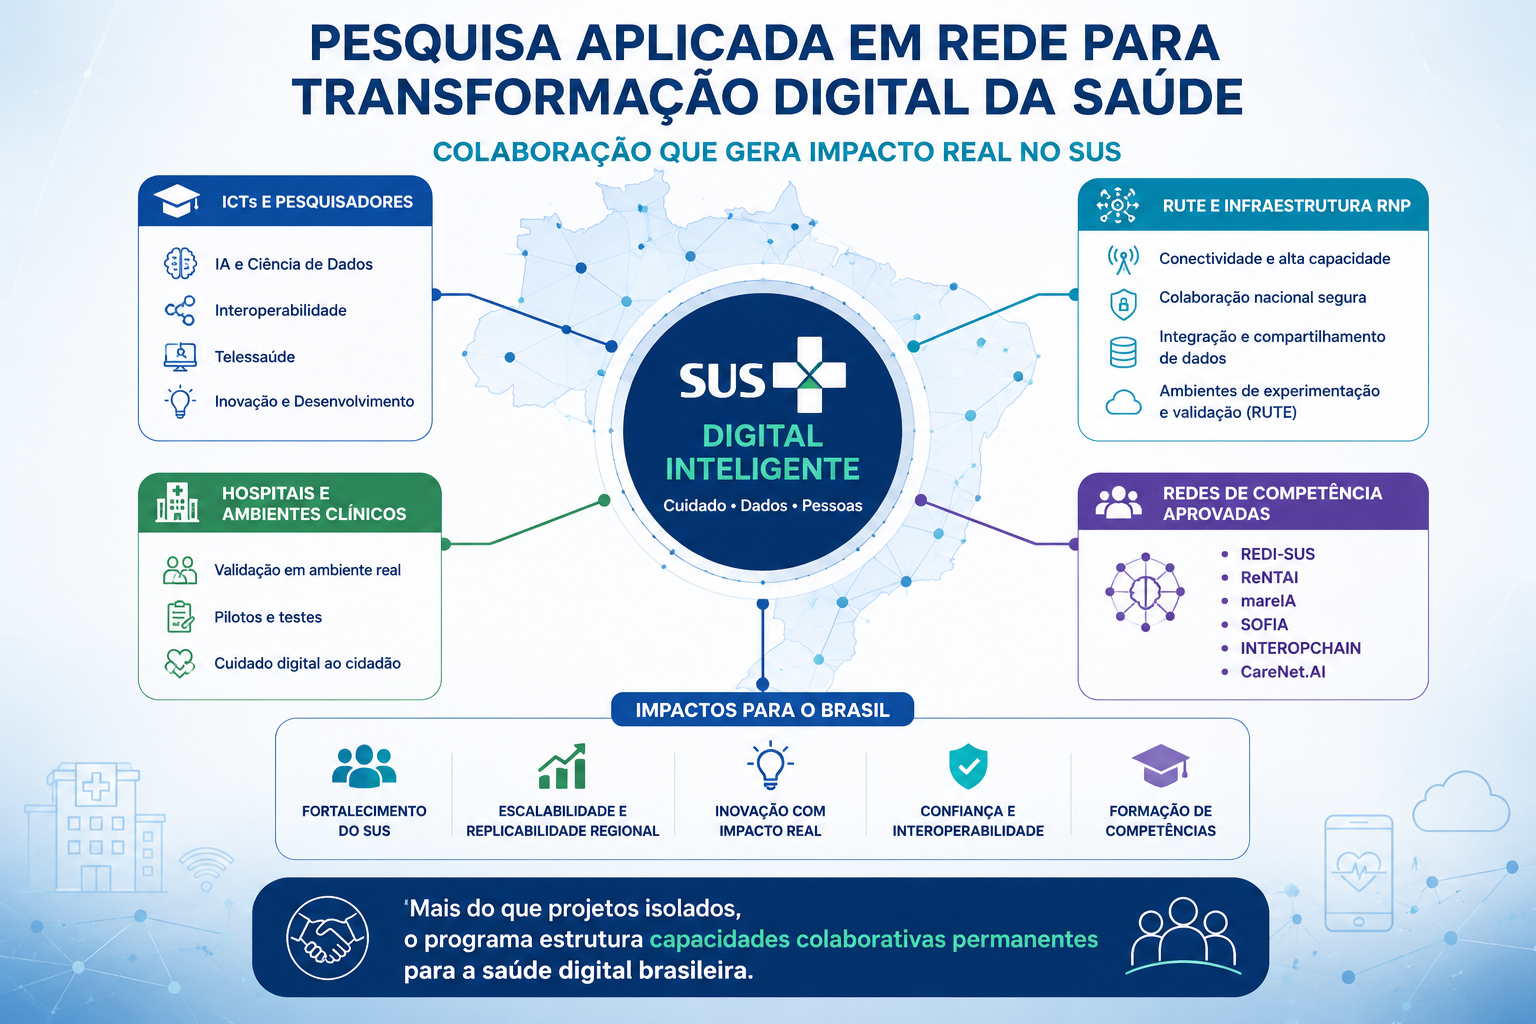 PESQUISA APLICADA EM REDE PARA
TRANSFORMAÇÃO DIGITAL DA SAÚDE
COLABORAÇÃO QUE GERA IMPACTO REAL NO SUS
ICTs E PESQUISADORES
IA e Ciência de Dados
Interoperabilidade
Telessaúde
Inovação e Desenvolvimento
RUTE E INFRAESTRUTURA RNP
Conectividade e alta capacidade
Colaboração nacional segura
Integração e compartilhamento
de dados
Ambientes de experimentação
e validação (RUTE)
SUS
DIGITAL
INTELIGENTE
Cuidado • Dados • Pessoas
HOSPITAIS E
AMBIENTES CLÍNICOS
Validação em ambiente real
Pilotos e testes
Cuidado digital ao cidadão
REDES DE COMPETÊNCIA
APROVADAS
• REDI-SUS
• ReNTAI
• mareIA
• SOFIA
• INTEROPCHAIN
• CareNet.AI
IMPACTOS PARA O BRASIL
FORTALECIMENTO
DO SUS
ESCALABILIDADE E
REPLICABILIDADE REGIONAL
INOVAÇÃO COM
IMPACTO REAL
CONFIANÇA E
INTEROPERABILIDADE
FORMAÇÃO DE
COMPETÊNCIAS
"Mais do que projetos isolados,
o programa estrutura capacidades colaborativas permanentes
para a saúde digital brasileira.